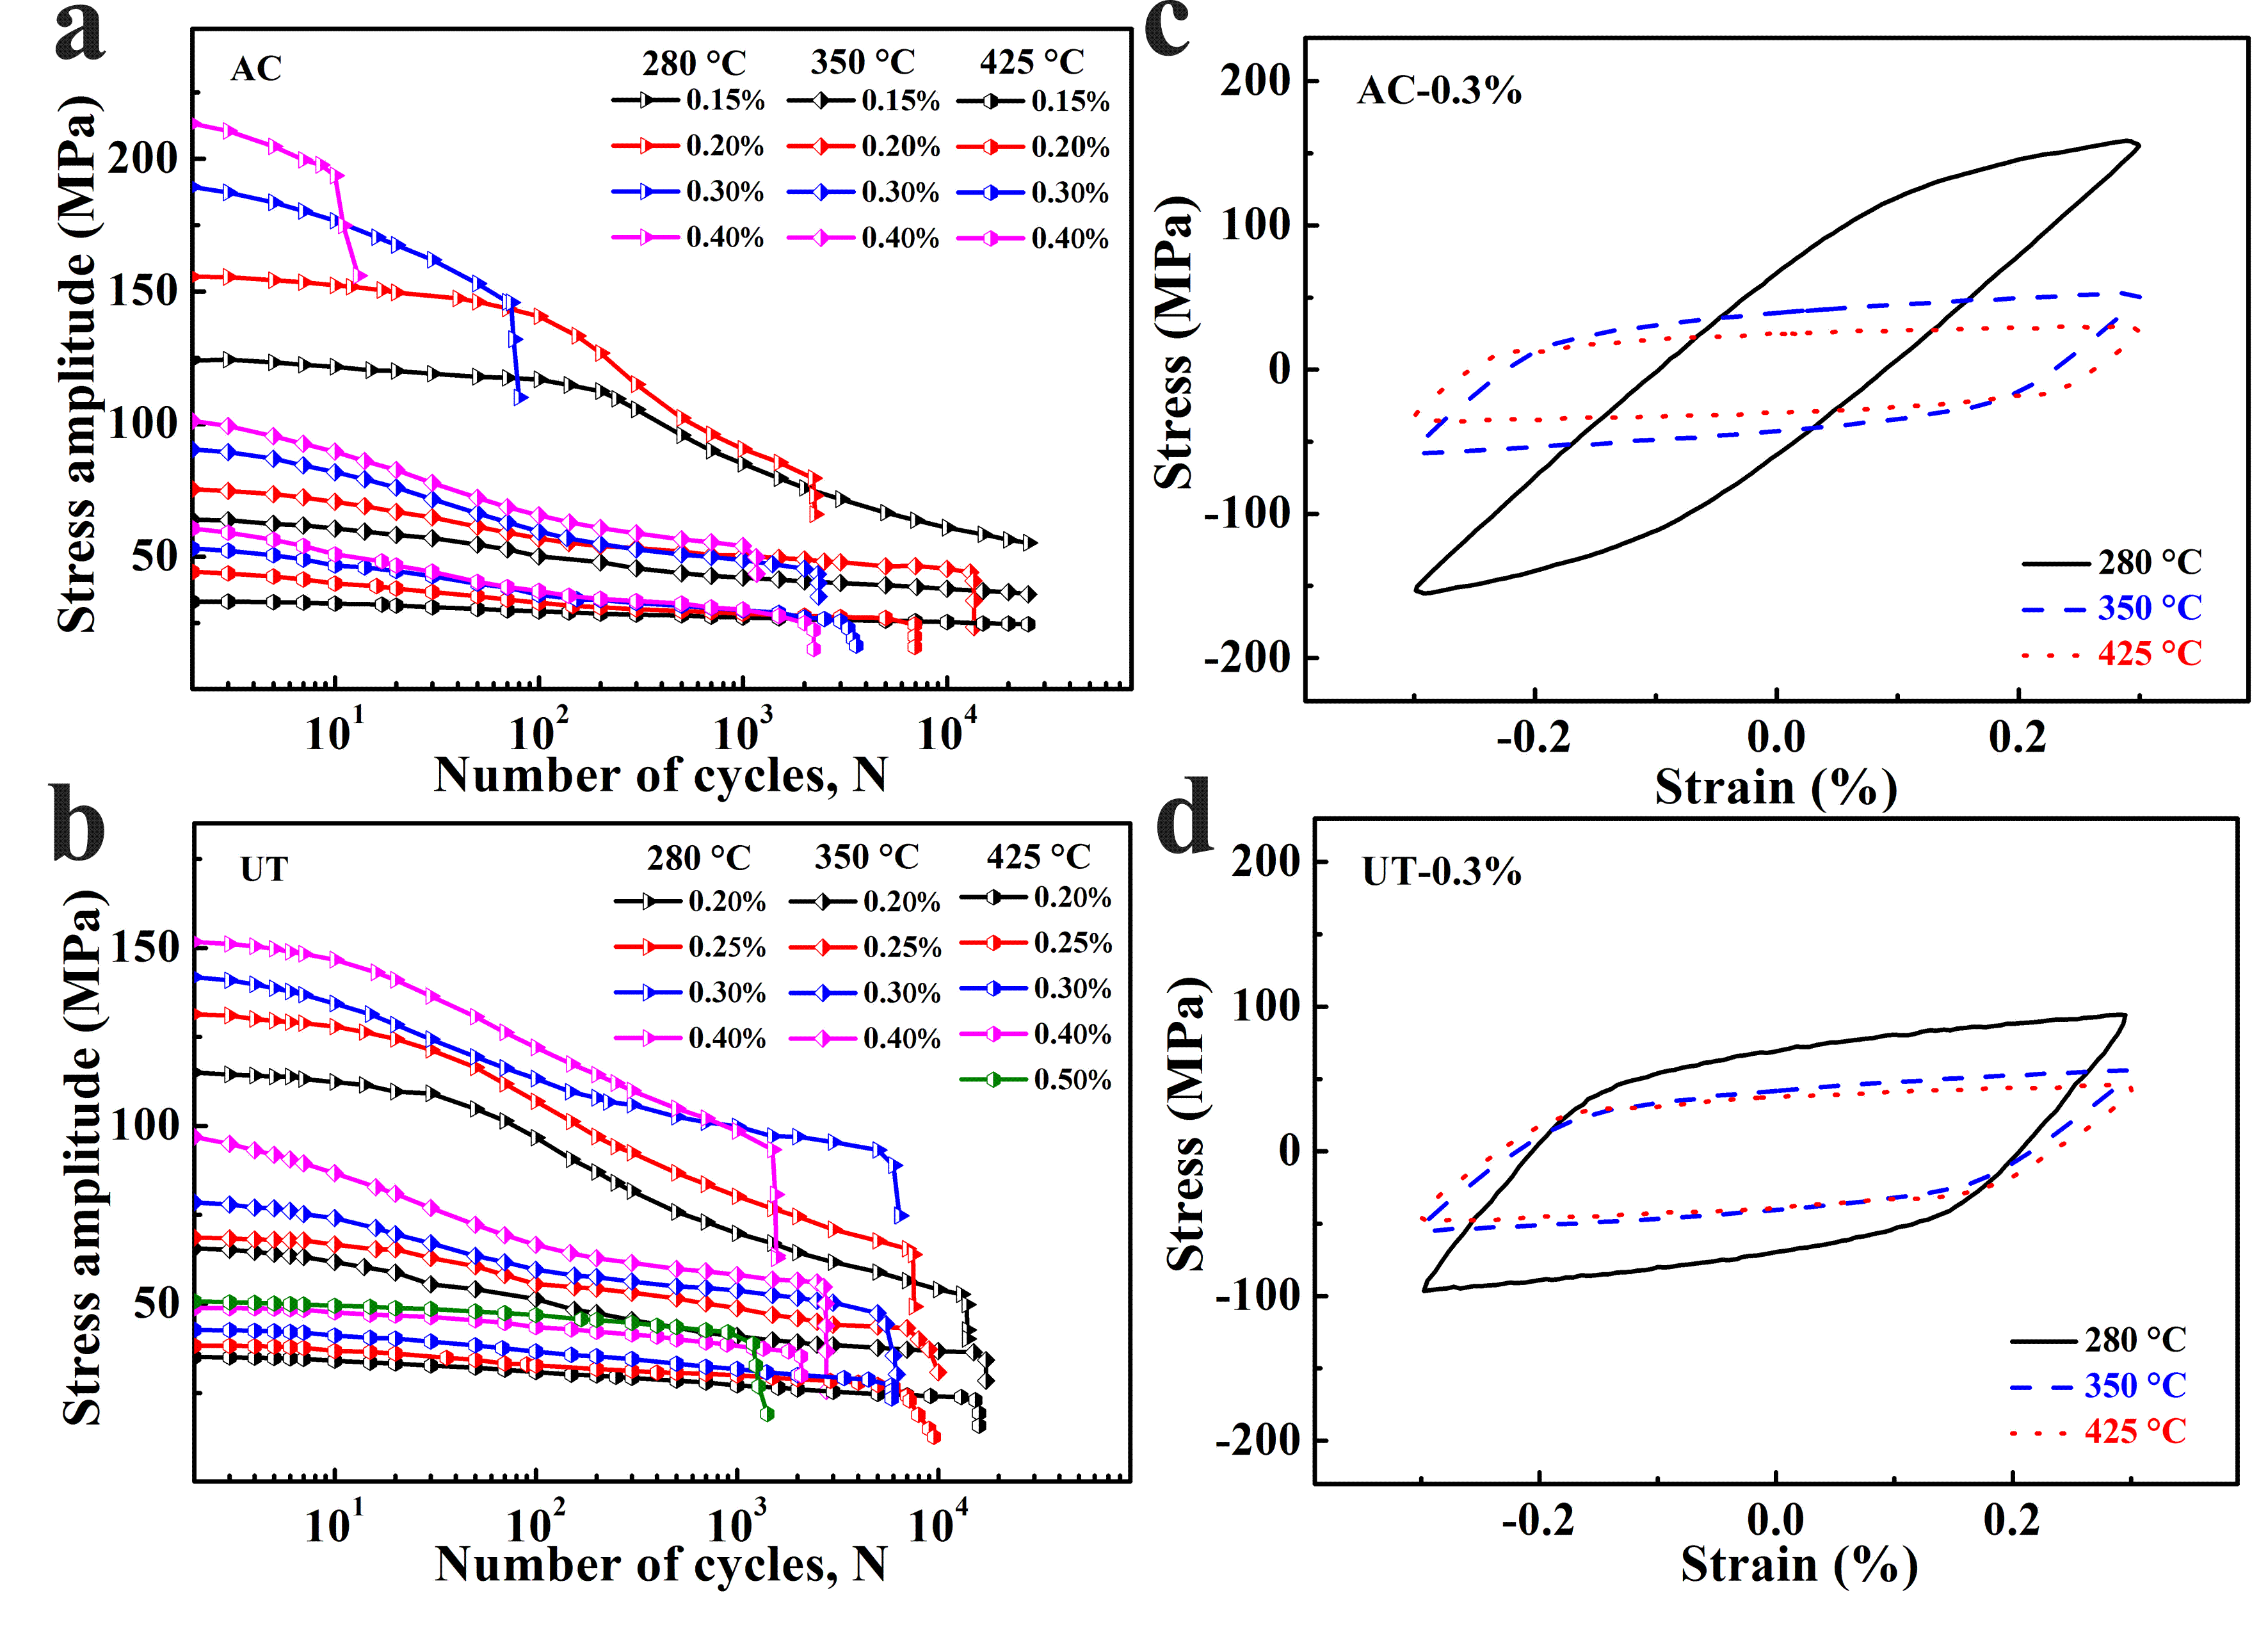 a
AC
280 °C 350 °C 425 °C
0.15% 0.15% 0.15%
0.20% 0.20% 0.20%
0.30% 0.30% 0.30%
0.40% 0.40% 0.40%
200
150
100
50
Stress amplitude (MPa)
10¹ 10² 10³ 10⁴
Number of cycles, N
c
AC-0.3%
200
100
0
-100
-200
Stress (MPa)
280 °C
350 °C
425 °C
-0.2 0.0 0.2
Strain (%)
b
UT
280 °C 350 °C 425 °C
0.20% 0.20% 0.20%
0.25% 0.25% 0.25%
0.30% 0.30% 0.30%
0.40% 0.40% 0.40%
0.50%
150
100
50
Stress amplitude (MPa)
10¹ 10² 10³ 10⁴
Number of cycles, N
d
UT-0.3%
200
100
0
-100
-200
Stress (MPa)
280 °C
350 °C
425 °C
-0.2 0.0 0.2
Strain (%)